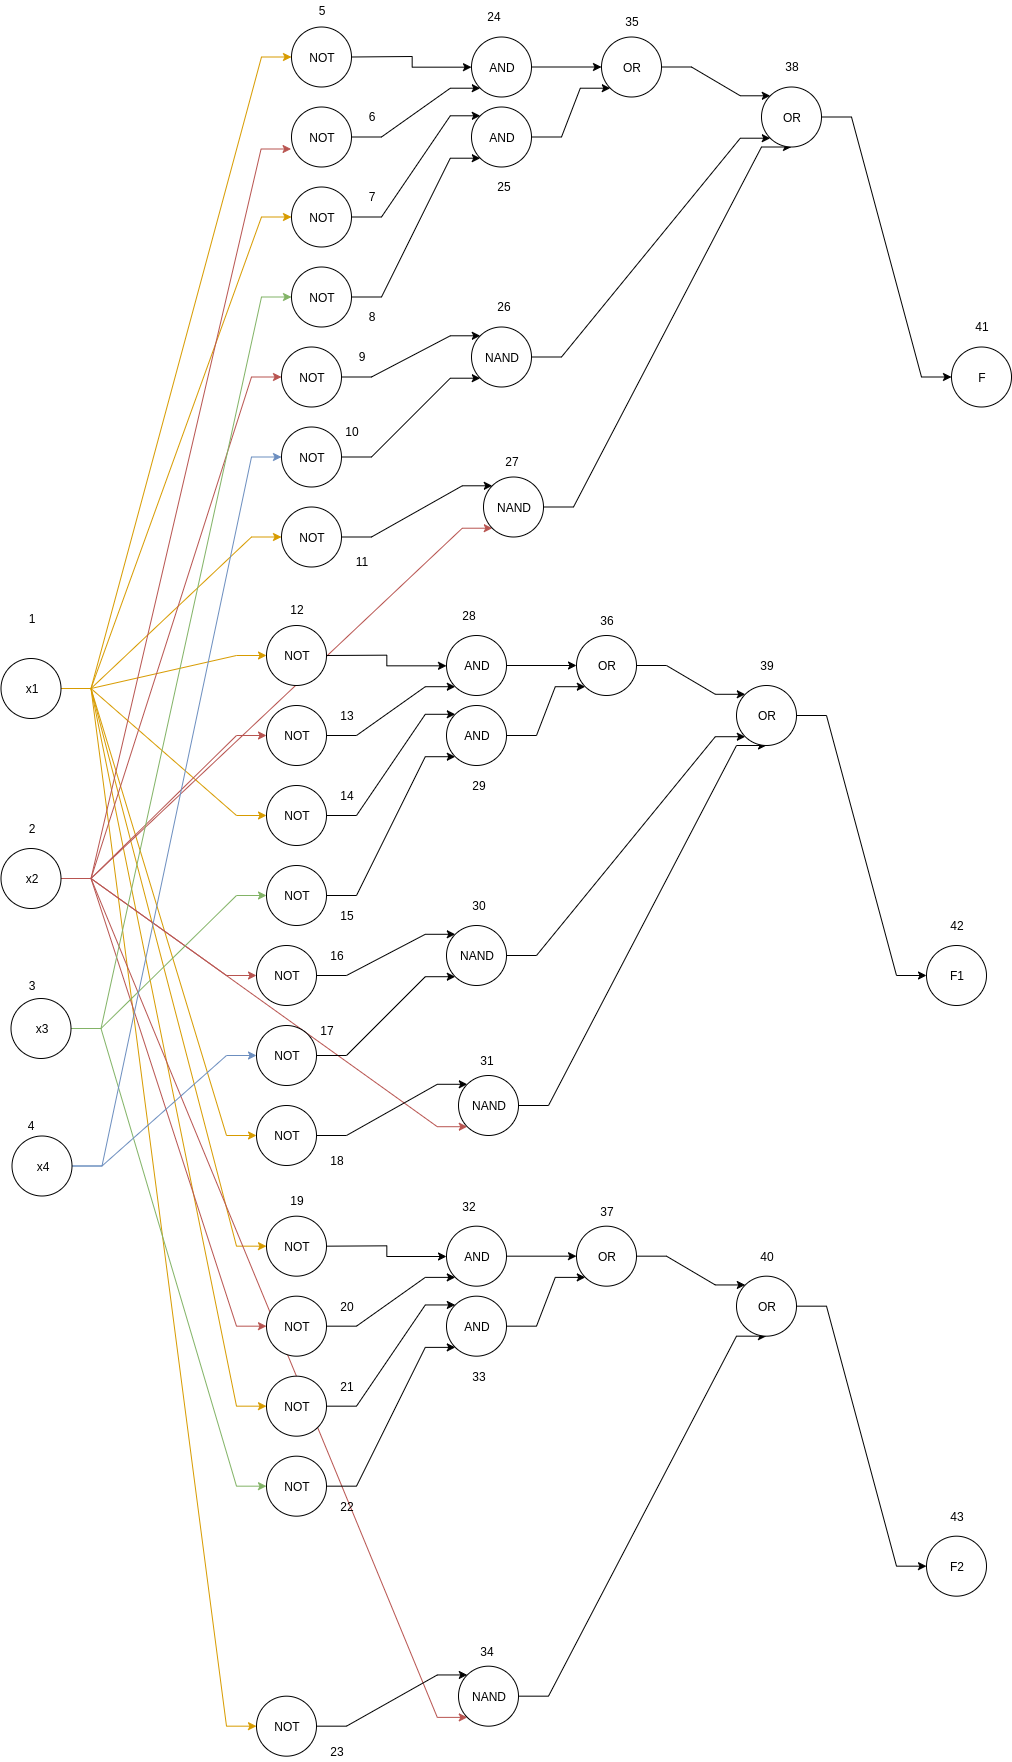 5
NOT
24
AND
35
OR
38
OR
6
NOT
AND
25
7
NOT
8
NOT
26
NAND
41
F
9
NOT
10
NOT
27
NAND
11
NOT
1
x1
12
NOT
28
AND
36
OR
39
OR
13
NOT
AND
29
14
NOT
2
x2
15
NOT
30
NAND
42
F1
16
NOT
3
x3
17
NOT
31
NAND
4
x4
18
NOT
19
NOT
32
AND
37
OR
40
OR
20
NOT
AND
33
21
NOT
22
NOT
43
F2
34
NAND
23
NOT